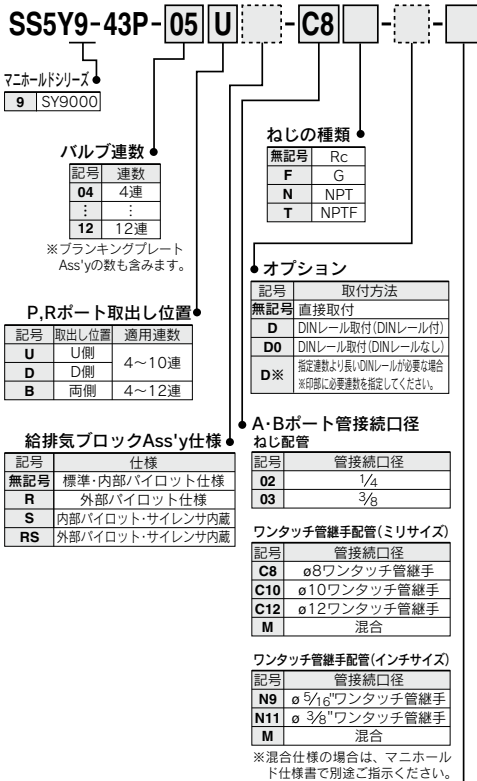 SS5Y9-43P-05 U - C8 - -
マニホールドシリーズ
9 SY9000
バルブ連数
記号 連数
04 4連
⋮ ⋮
12 12連
※ブランキングプレート
Ass'yの数も含みます。
P,Rポート取出し位置
記号 取出し位置 適用連数
U U側 4〜10連
D D側
B 両側 4〜12連
給排気ブロックAss'y仕様
記号 仕様
無記号 標準・内部パイロット仕様
R 外部パイロット仕様
S 内部パイロット・サイレンサ内蔵
RS 外部パイロット・サイレンサ内蔵
ねじの種類
無記号 Rc
F G
N NPT
T NPTF
オプション
記号 取付方法
無記号 直接取付
D DINレール取付(DINレール付)
D0 DINレール取付(DINレールなし)
D※ 指定連数より長いDINレールが必要な場合
※印部に必要連数を指定してください。
A・Bポート管接続口径
ねじ配管
記号 管接続口径
02 1/4
03 3/8
ワンタッチ管継手配管(ミリサイズ)
記号 管接続口径
C8 ø8ワンタッチ管継手
C10 ø10ワンタッチ管継手
C12 ø12ワンタッチ管継手
M 混合
ワンタッチ管継手配管(インチサイズ)
記号 管接続口径
N9 ø 5/16"ワンタッチ管継手
N11 ø 3/8"ワンタッチ管継手
M 混合
※混合仕様の場合は、マニホール
ド仕様書で別途ご指示ください。